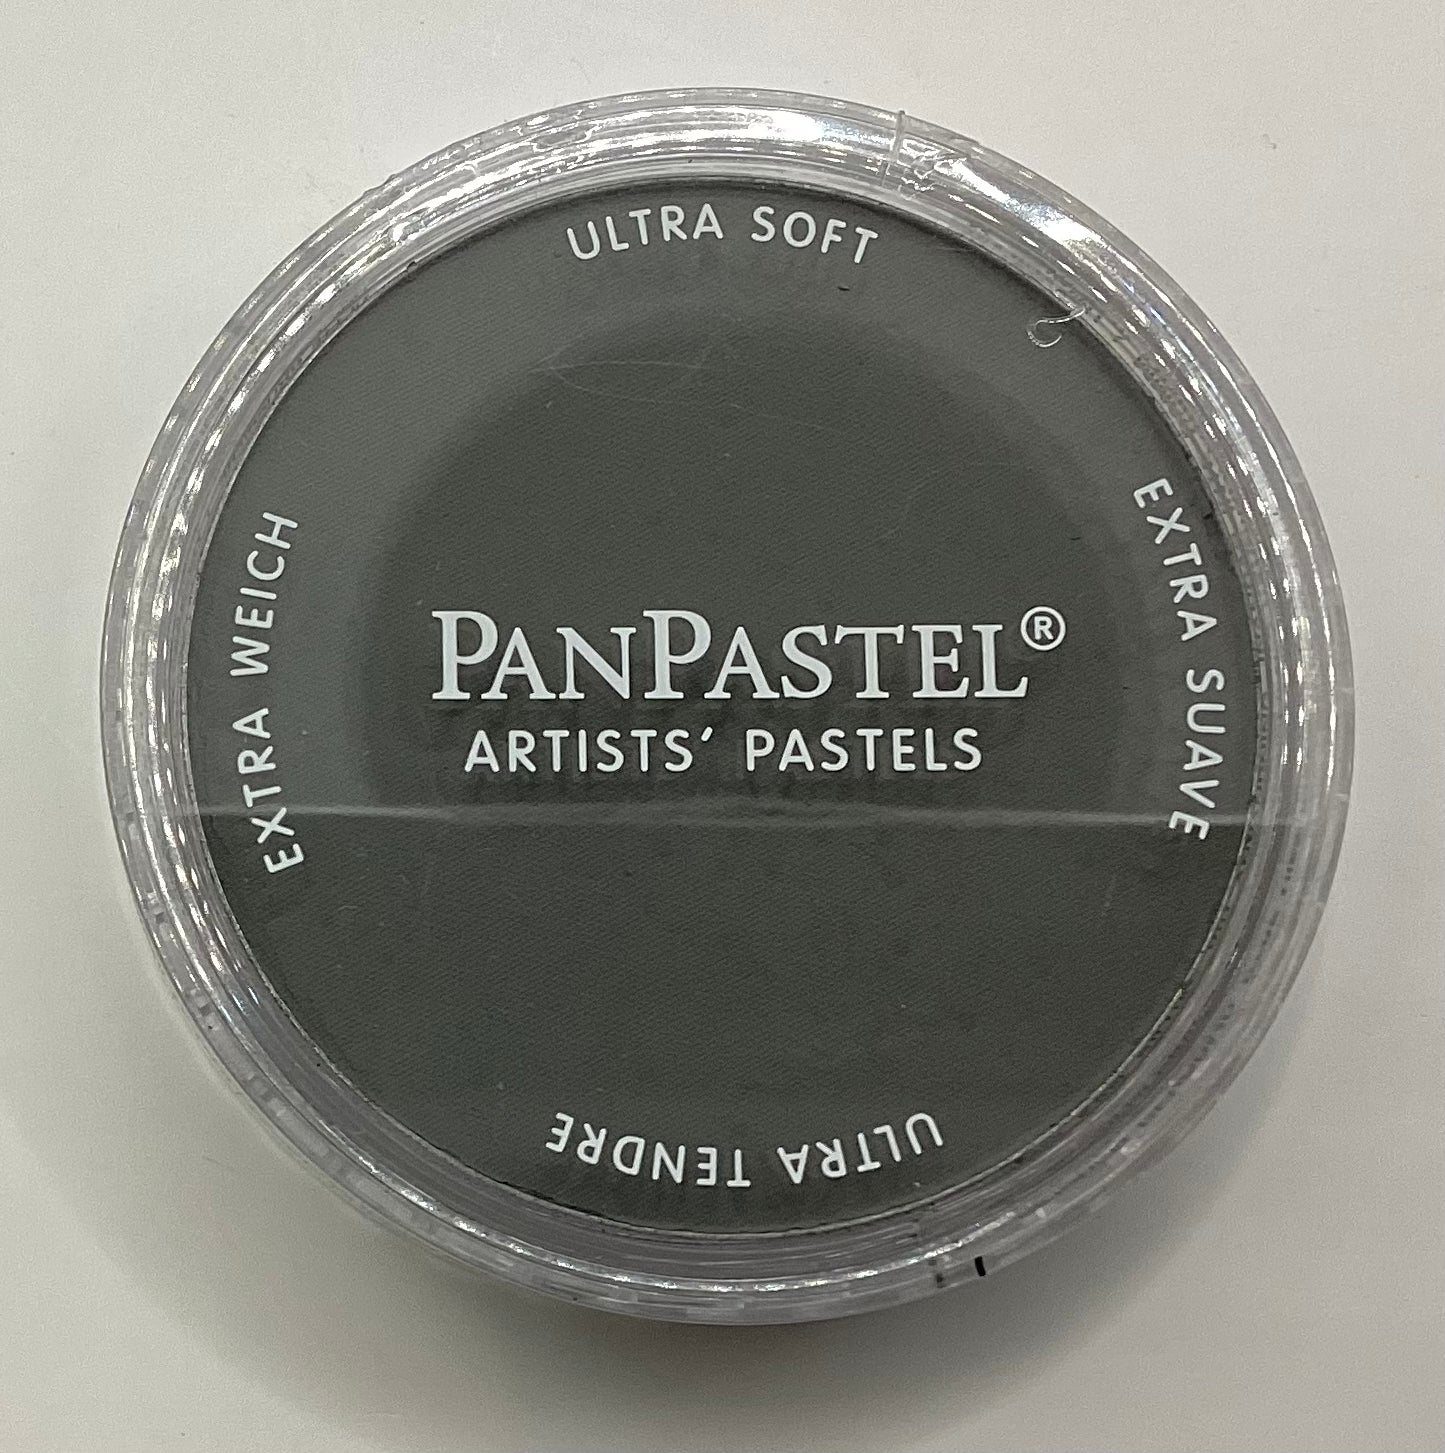 ULTRA SOFT
EXTRA WEICH
EXTRA SUAVE
PANPASTEL®
ARTISTS’ PASTELS
ULTRA TENDRE